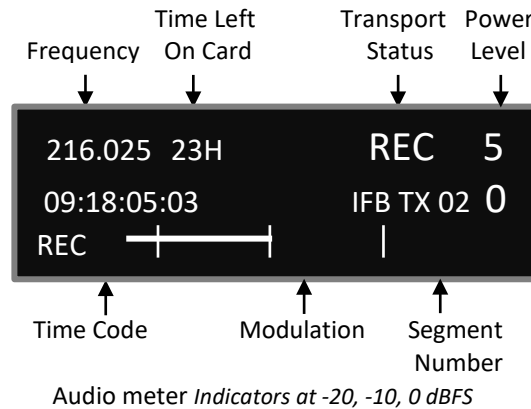 Time Left On Card
Transport Status
Power Level
Frequency
216.025 23H REC 5
09:18:05:03 IFB TX 02 0
REC
Time Code
Modulation
Segment Number
Audio meter Indicators at -20, -10, 0 dBFS